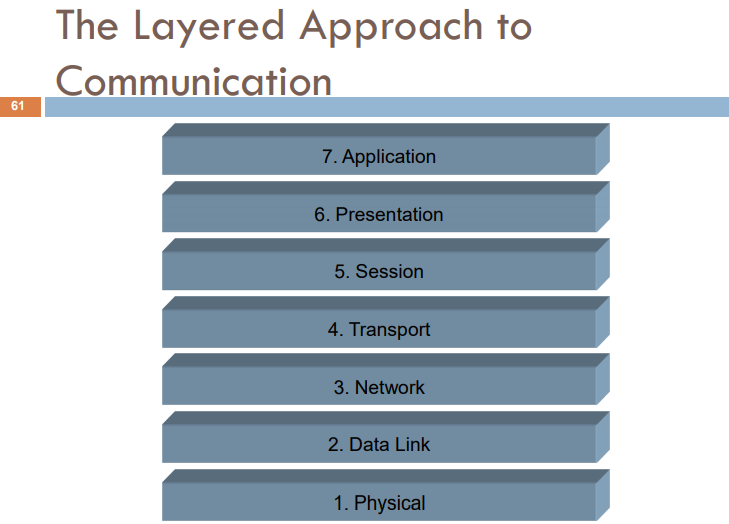 The Layered Approach to
Communication
61
7. Application
6. Presentation
5. Session
4. Transport
3. Network
2. Data Link
1. Physical